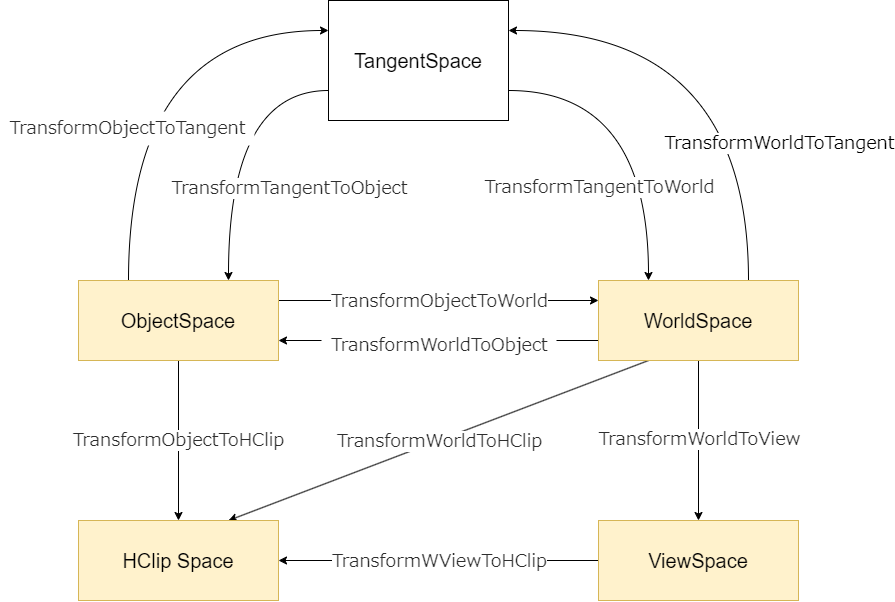 TangentSpace
TransformObjectToTangent
TransformWorldToTangent
TransformTangentToObject
TransformTangentToWorld
TransformObjectToWorld
ObjectSpace
WorldSpace
TransformWorldToObject
TransformObjectToHClip
TransformWorldToHClip
TransformWorldToView
HClip Space
TransformWViewToHClip
ViewSpace